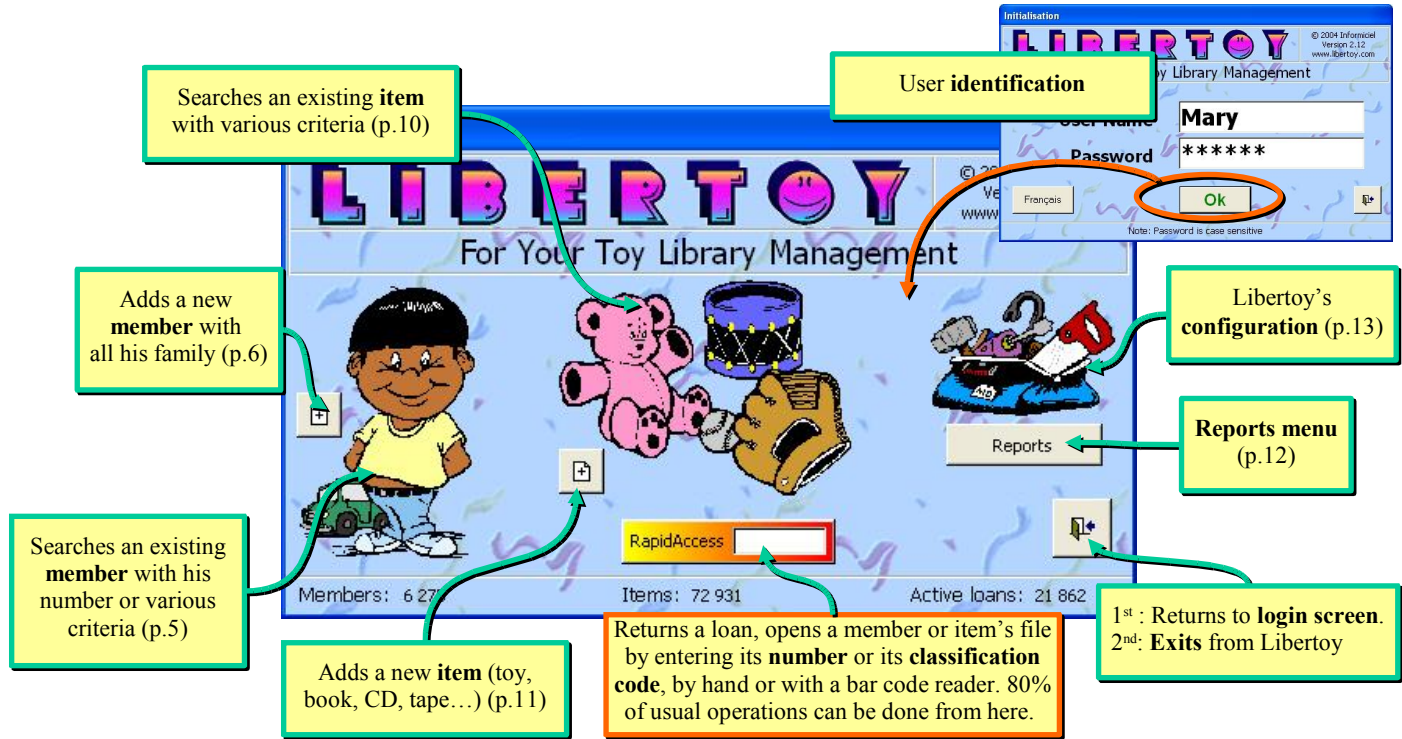 Initialisation
LIBERTOY
© 2004 Informiciel
Version 2.12
www.libertoy.com
Library Management
User Name
Mary
Password
******
Français
Ok
Note: Password is case sensitive
User identification
Searches an existing item
with various criteria (p.10)
LIBERTOY
www
For Your Toy Library Management
Adds a new
member with
all his family (p.6)
Libertoy's
configuration (p.13)
Reports
Reports menu
(p.12)
Searches an existing
member with his
number or various
criteria (p.5)
RapidAccess
Members: 6 27
Items: 72 931
Active loans: 21 862
Adds a new item (toy,
book, CD, tape…) (p.11)
Returns a loan, opens a member or item's file
by entering its number or its classification
code, by hand or with a bar code reader. 80%
of usual operations can be done from here.
1st : Returns to login screen.
2nd: Exits from Libertoy